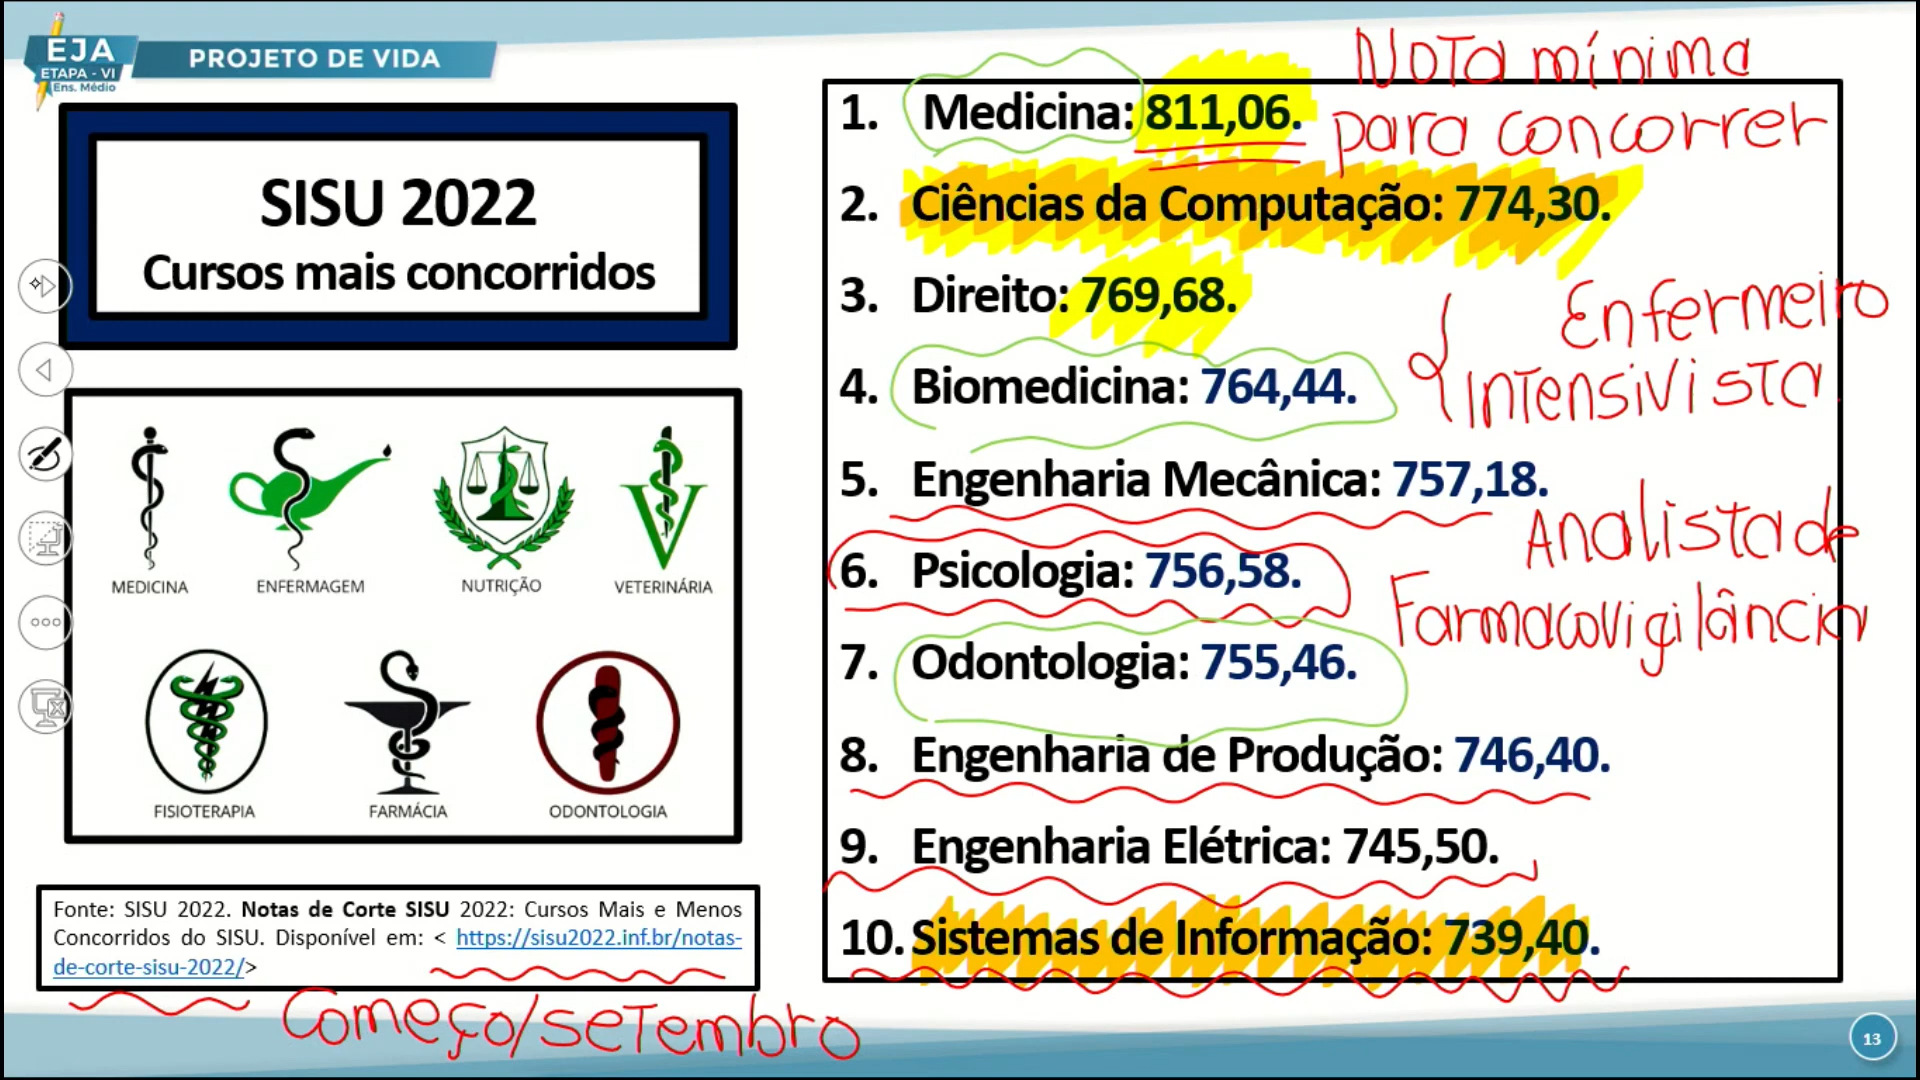 EJA
ETAPA - VI
Ens. Médio
PROJETO DE VIDA
SISU 2022
Cursos mais concorridos
MEDICINA
ENFERMAGEM
NUTRIÇÃO
VETERINÁRIA
FISIOTERAPIA
FARMÁCIA
ODONTOLOGIA
Fonte: SISU 2022. Notas de Corte SISU 2022: Cursos Mais e Menos
Concorridos do SISU. Disponível em: < https://sisu2022.inf.br/notas-
de-corte-sisu-2022/>
Começo/setembro
1. Medicina: 811,06.
Nota mínima
para concorrer
2. Ciências da Computação: 774,30.
3. Direito: 769,68.
Enfermeiro
Intensivista
4. Biomedicina: 764,44.
5. Engenharia Mecânica: 757,18.
Analista de
Farmacovigilância
6. Psicologia: 756,58.
7. Odontologia: 755,46.
8. Engenharia de Produção: 746,40.
9. Engenharia Elétrica: 745,50.
10. Sistemas de Informação: 739,40.
13